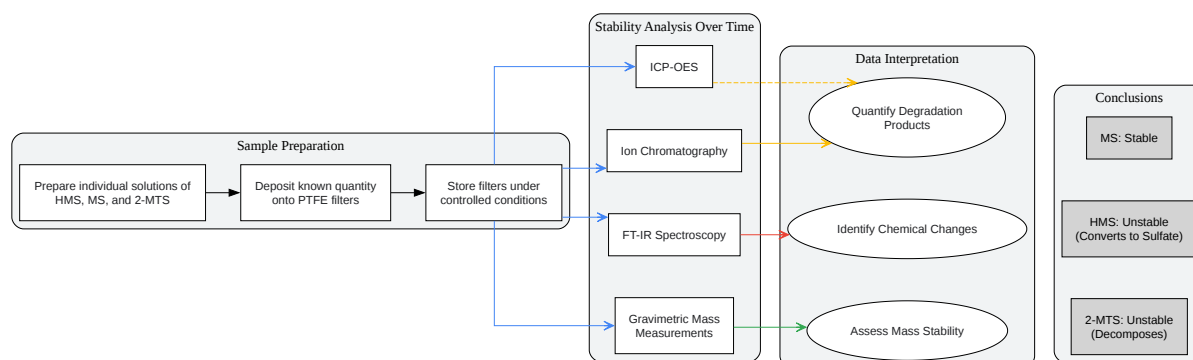 Stability Analysis Over Time
ICP-OES
Ion Chromatography
FT-IR Spectroscopy
Gravimetric Mass
Measurements
Data Interpretation
Quantify Degradation
Products
Identify Chemical Changes
Assess Mass Stability
Conclusions
MS: Stable
HMS: Unstable
(Converts to Sulfate)
2-MTS: Unstable
(Decomposes)
Sample Preparation
Prepare individual solutions of
HMS, MS, and 2-MTS
Deposit known quantity
onto PTFE filters
Store filters under
controlled conditions